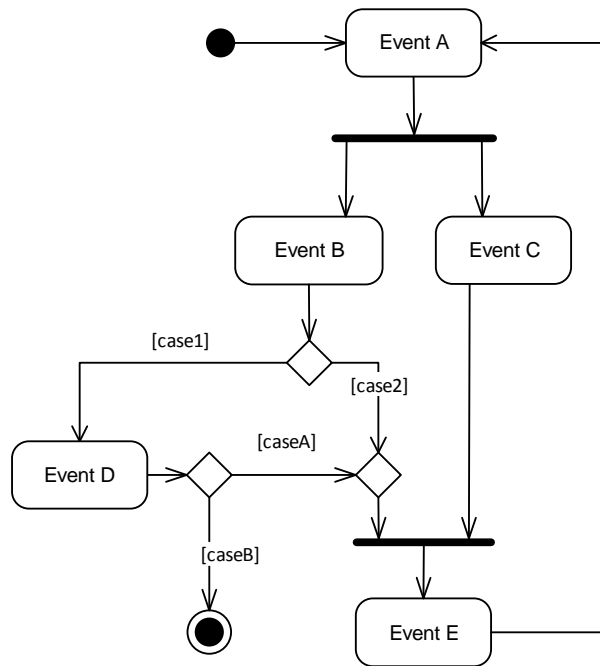 Event A
Event B
Event C
[case1]
[case2]
[caseA]
Event D
[caseB]
Event E